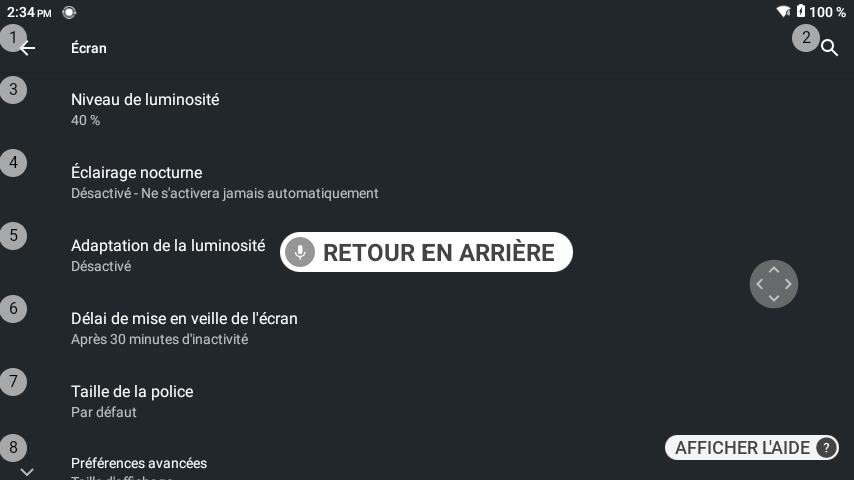 2:34 PM 100 %
1 Écran 2
3 Niveau de luminosité
40 %
4 Éclairage nocturne
Désactivé - Ne s'activera jamais automatiquement
5 Adaptation de la luminosité
Désactivé
RETOUR EN ARRIÈRE
6 Délai de mise en veille de l'écran
Après 30 minutes d'inactivité
7 Taille de la police
Par défaut
8 Préférences avancées
AFFICHER L'AIDE ?